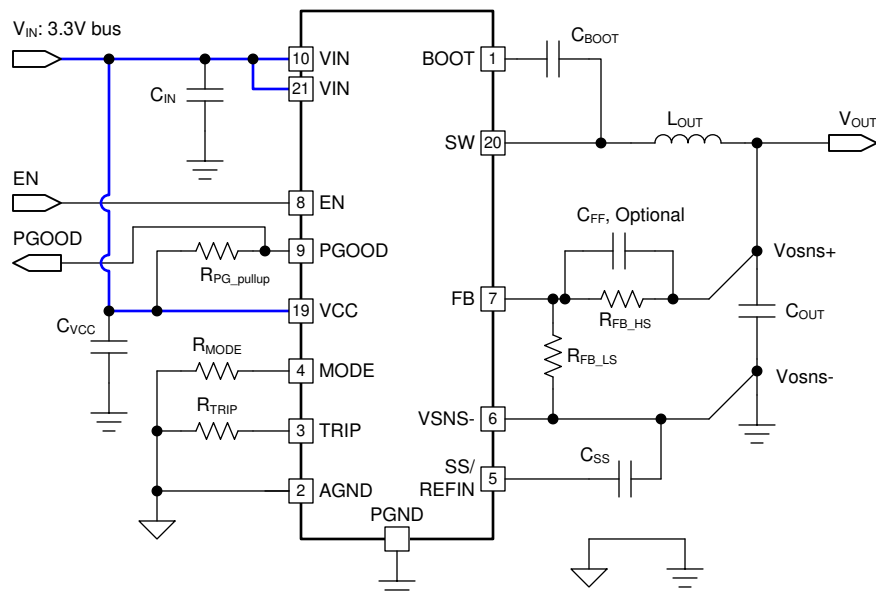 VIN: 3.3V bus
10 VIN
21 VIN
CIN
EN
8 EN
PGOOD
9 PGOOD
RPG_pullup
19 VCC
CVCC
RMODE
4 MODE
RTRIP
3 TRIP
2 AGND
PGND
BOOT 1
CBOOT
SW 20
LOUT
VOUT
CFF, Optional
Vosns+
FB 7
RFB_HS
COUT
RFB_LS
Vosns-
VSNS- 6
CSS
SS/
REFIN 5